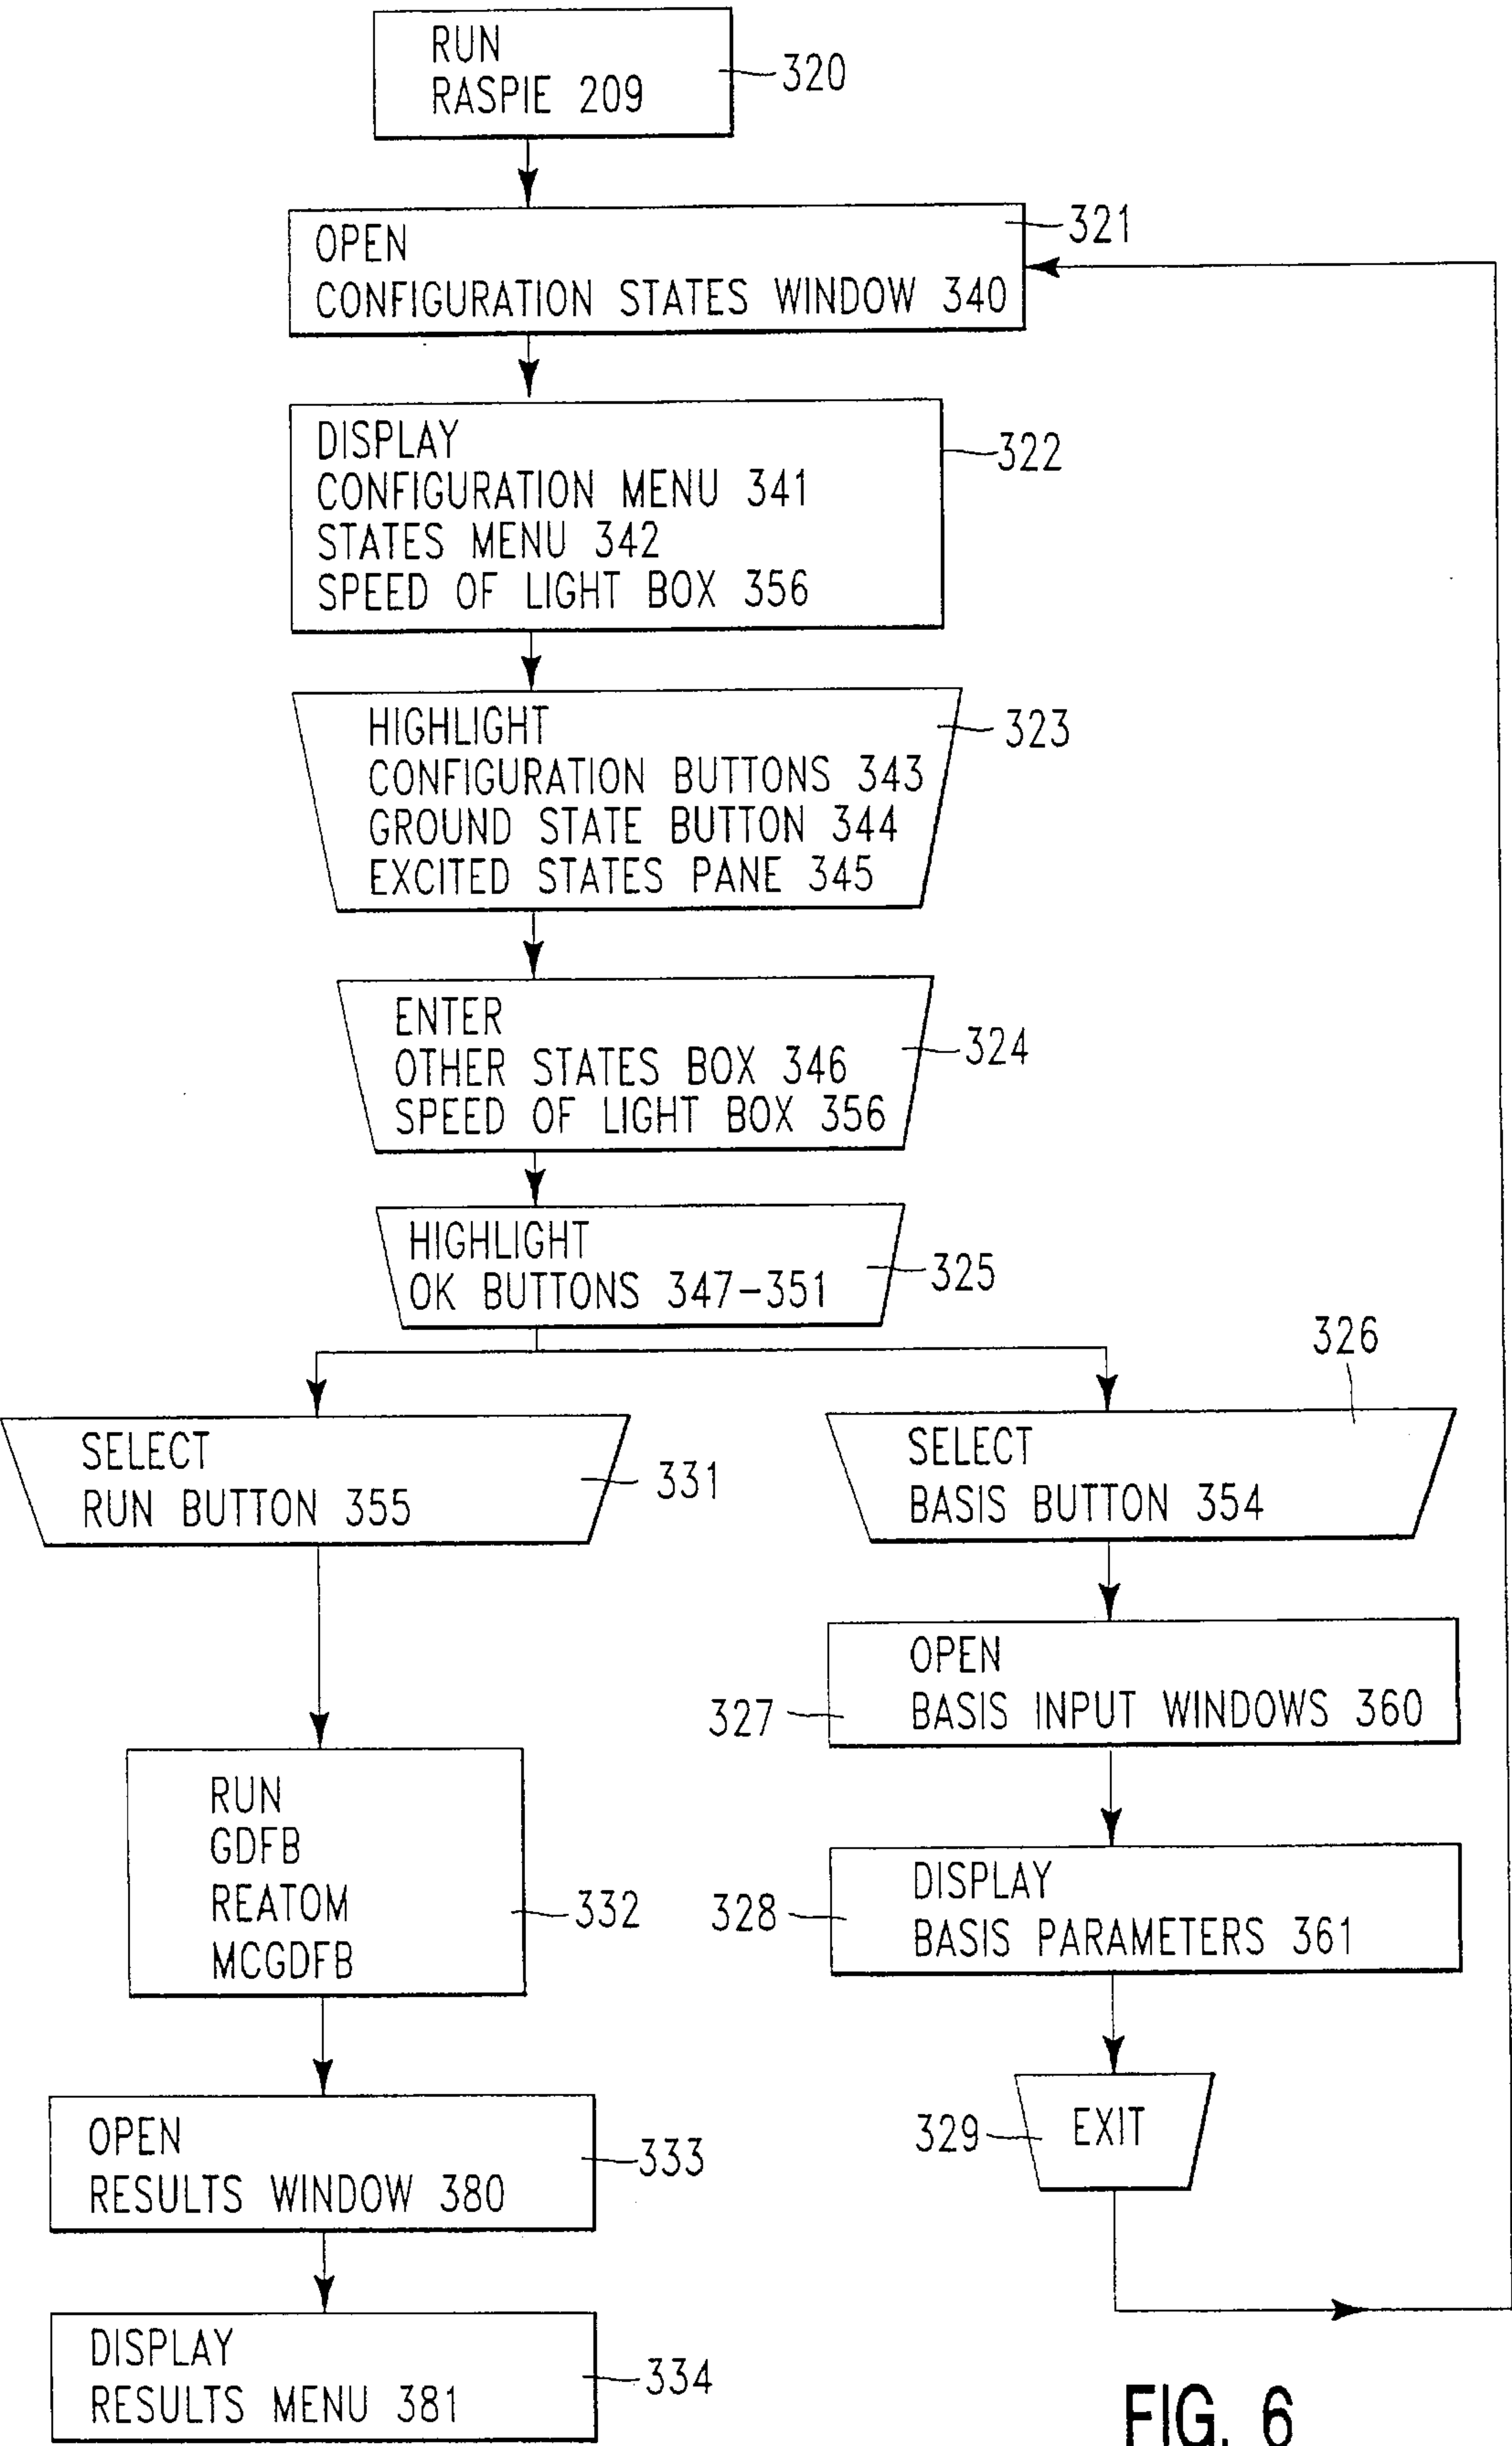 RUN
RASPIE 209
320
OPEN
CONFIGURATION STATES WINDOW 340
321
DISPLAY
CONFIGURATION MENU 341
STATES MENU 342
SPEED OF LIGHT BOX 356
322
HIGHLIGHT
CONFIGURATION BUTTONS 343
GROUND STATE BUTTON 344
EXCITED STATES PANE 345
323
ENTER
OTHER STATES BOX 346
SPEED OF LIGHT BOX 356
324
HIGHLIGHT
OK BUTTONS 347-351
325
SELECT
RUN BUTTON 355
331
RUN
GDFB
REATOM
MCGDFB
332
OPEN
RESULTS WINDOW 380
333
DISPLAY
RESULTS MENU 381
334
326
SELECT
BASIS BUTTON 354
OPEN
BASIS INPUT WINDOWS 360
327
DISPLAY
BASIS PARAMETERS 361
328
EXIT
329
FIG. 6